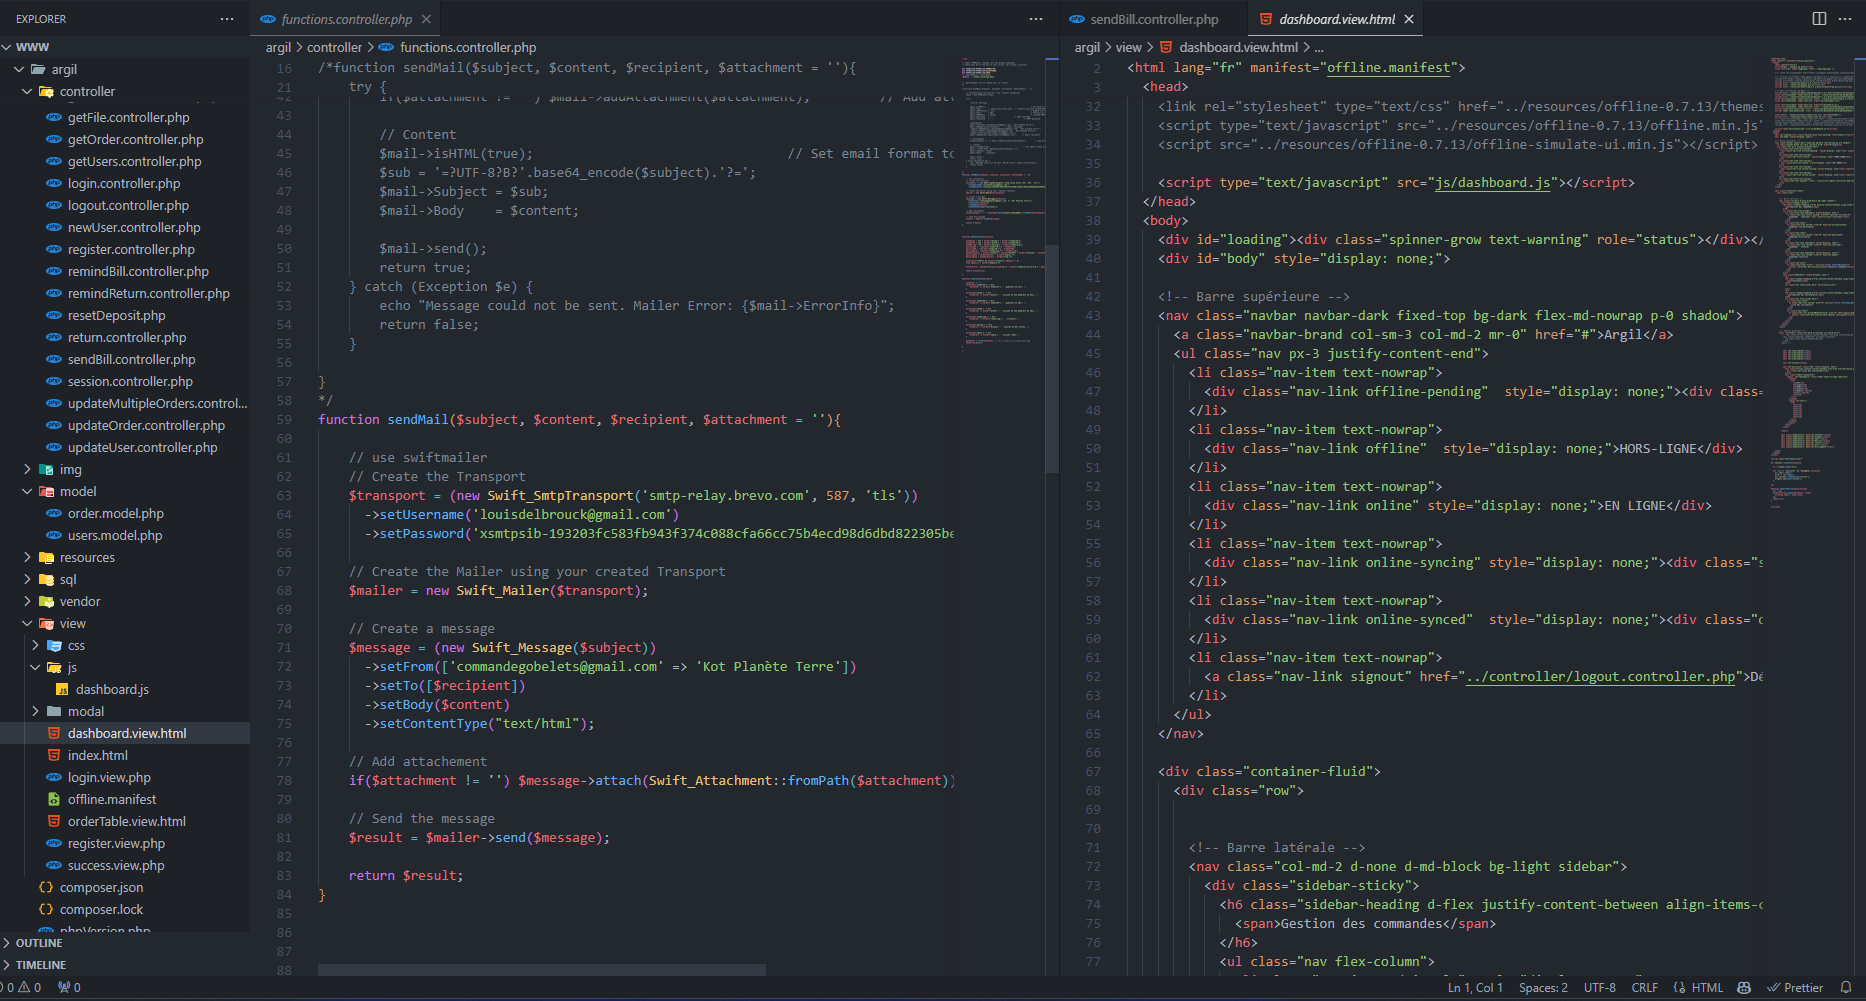 EXPLORER
WWW
argil
controller
getFile.controller.php
getOrder.controller.php
getUsers.controller.php
login.controller.php
logout.controller.php
newUser.controller.php
register.controller.php
remindBill.controller.php
remindReturn.controller.php
resetDeposit.php
return.controller.php
sendBill.controller.php
session.controller.php
updateMultipleOrders.control...
updateOrder.controller.php
updateUser.controller.php
img
model
order.model.php
users.model.php
resources
sql
vendor
view
css
js
dashboard.js
modal
dashboard.view.html
index.html
login.view.php
offline.manifest
orderTable.view.html
register.view.php
success.view.php
composer.json
composer.lock
phpVersion.php
OUTLINE
TIMELINE
functions.controller.php
argil > controller > functions.controller.php
16 /*function sendMail($subject, $content, $recipient, $attachment = ''){
21 try {
42 if($attachment != '') $mail->addAttachment($attachment); // Add at
43
44 // Content
45 $mail->isHTML(true); // Set email format to
46 $sub = '=?UTF-8?B?'.base64_encode($subject).'?=';
47 $mail->Subject = $sub;
48 $mail->Body = $content;
49
50 $mail->send();
51 return true;
52 } catch (Exception $e) {
53 echo "Message could not be sent. Mailer Error: {$mail->ErrorInfo}";
54 return false;
55 }
56
57 }
58 */
59 function sendMail($subject, $content, $recipient, $attachment = ''){
60
61 // use swiftmailer
62 // Create the Transport
63 $transport = (new Swift_SmtpTransport('smtp-relay.brevo.com', 587, 'tls'))
64 ->setUsername('louisdelbrouck@gmail.com')
65 ->setPassword('xsmtpsib-193203fc583fb943f374c088cfa66cc75b4ecd98d6dbd822305be
66
67 // Create the Mailer using your created Transport
68 $mailer = new Swift_Mailer($transport);
69
70 // Create a message
71 $message = (new Swift_Message($subject))
72 ->setFrom(['commandegobelets@gmail.com' => 'Kot Planète Terre'])
73 ->setTo([$recipient])
74 ->setBody($content)
75 ->setContentType("text/html");
76
77 // Add attachement
78 if($attachment != '') $message->attach(Swift_Attachment::fromPath($attachment))
79
80 // Send the message
81 $result = $mailer->send($message);
82
83 return $result;
84 }
85
86
87
88
sendBill.controller.php
dashboard.view.html
argil > view > dashboard.view.html > ...
2 <html lang="fr" manifest="offline.manifest">
3 <head>
32 <link rel="stylesheet" type="text/css" href="../resources/offline-0.7.13/themes
33 <script type="text/javascript" src="../resources/offline-0.7.13/offline.min.js"
34 <script src="../resources/offline-0.7.13/offline-simulate-ui.min.js"></script>
35
36 <script type="text/javascript" src="js/dashboard.js"></script>
37 </head>
38 <body>
39 <div id="loading"><div class="spinner-grow text-warning" role="status"></div></
40 <div id="body" style="display: none;">
41
42 <!-- Barre supérieure -->
43 <nav class="navbar navbar-dark fixed-top bg-dark flex-md-nowrap p-0 shadow">
44 <a class="navbar-brand col-sm-3 col-md-2 mr-0" href="#">Argil</a>
45 <ul class="nav px-3 justify-content-end">
46 <li class="nav-item text-nowrap">
47 <div class="nav-link offline-pending" style="display: none;"><div class=
48 </li>
49 <li class="nav-item text-nowrap">
50 <div class="nav-link offline" style="display: none;">HORS-LIGNE</div>
51 </li>
52 <li class="nav-item text-nowrap">
53 <div class="nav-link online" style="display: none;">EN LIGNE</div>
54 </li>
55 <li class="nav-item text-nowrap">
56 <div class="nav-link online-syncing" style="display: none;"><div class="s
57 </li>
58 <li class="nav-item text-nowrap">
59 <div class="nav-link online-synced" style="display: none;"><div class="c
60 </li>
61 <li class="nav-item text-nowrap">
62 <a class="nav-link signout" href="../controller/logout.controller.php">Dé
63 </li>
64 </ul>
65 </nav>
66
67 <div class="container-fluid">
68 <div class="row">
69
70
71 <!-- Barre latérale -->
72 <nav class="col-md-2 d-none d-md-block bg-light sidebar">
73 <div class="sidebar-sticky">
74 <h6 class="sidebar-heading d-flex justify-content-between align-items-c
75 <span>Gestion des commandes</span>
76 </h6>
77 <ul class="nav flex-column">
0 0 0
Ln 1, Col 1 Spaces: 2 UTF-8 CRLF {} HTML Prettier